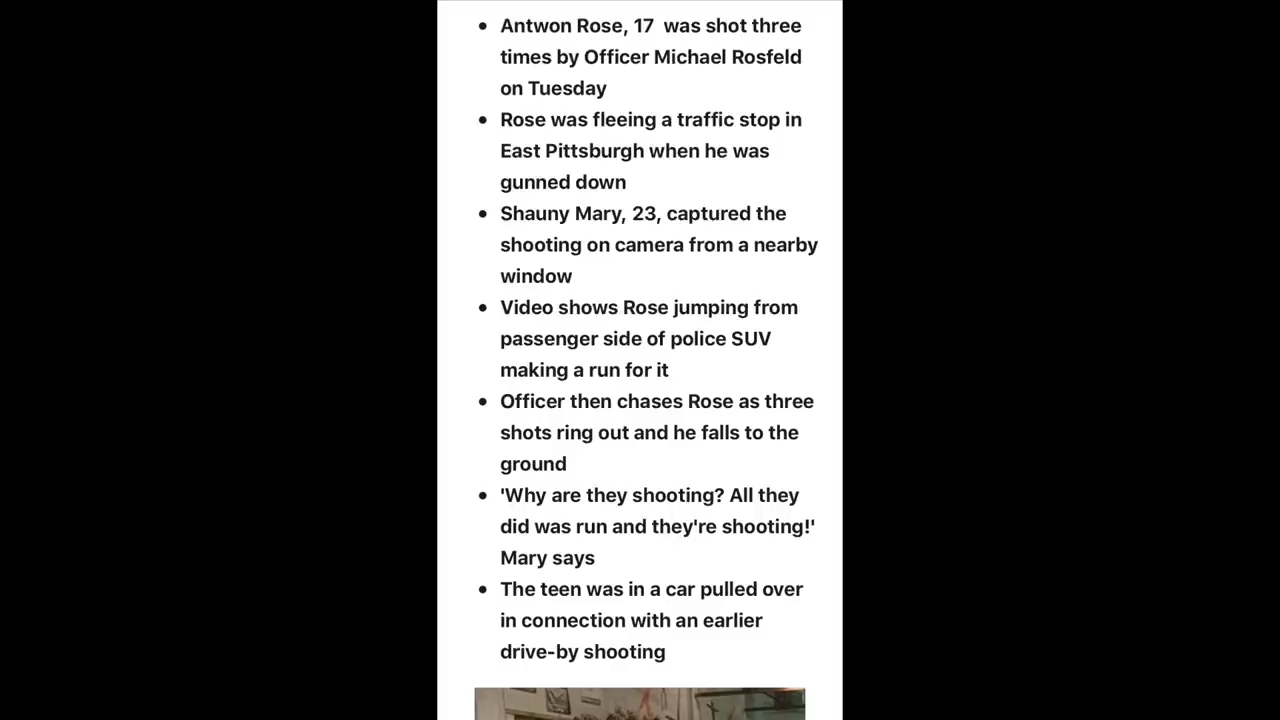 • Antwon Rose, 17  was shot three
times by Officer Michael Rosfeld
on Tuesday
• Rose was fleeing a traffic stop in
East Pittsburgh when he was
gunned down
• Shauny Mary, 23, captured the
shooting on camera from a nearby
window
• Video shows Rose jumping from
passenger side of police SUV
making a run for it
• Officer then chases Rose as three
shots ring out and he falls to the
ground
• 'Why are they shooting? All they
did was run and they're shooting!'
Mary says
• The teen was in a car pulled over
in connection with an earlier
drive-by shooting